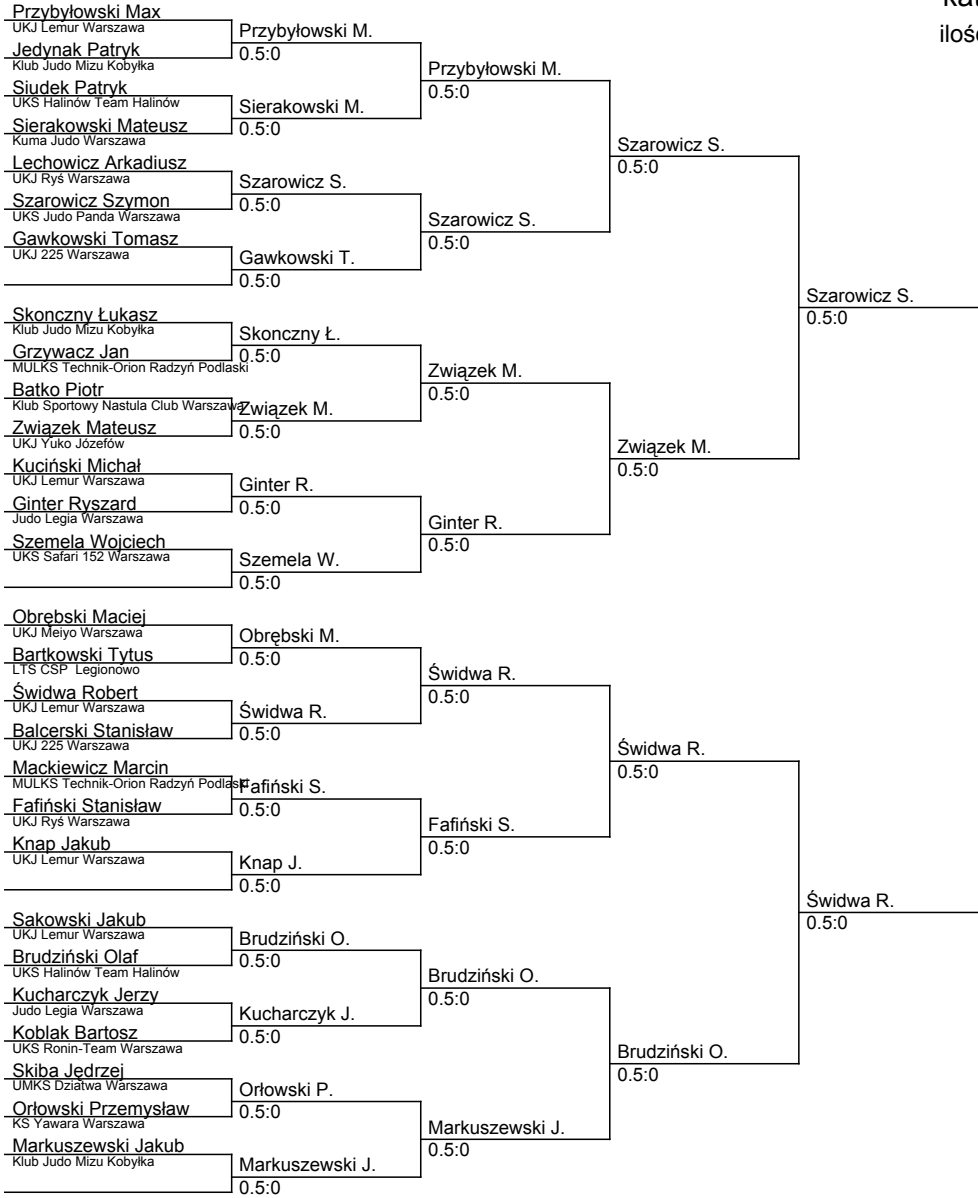 Przybyłowski Max
UKJ Lemur Warszawa
Jedynak Patryk
Klub Judo Mizu Kobyłka
Siudek Patryk
UKS Halinów Team Halinów
Sierakowski Mateusz
Kuma Judo Warszawa
Lechowicz Arkadiusz
UKJ Ryś Warszawa
Szarowicz Szymon
UKS Judo Panda Warszawa
Gawkowski Tomasz
UKJ 225 Warszawa
Skonczny Łukasz
Klub Judo Mizu Kobyłka
Grzywacz Jan
MULKS Technik-Orion Radzyń Podlaski
Batko Piotr
Klub Sportowy Nastula Club Warszawa
Związek Mateusz
UKJ Yuko Józefów
Kuciński Michał
UKJ Lemur Warszawa
Ginter Ryszard
Judo Legia Warszawa
Szemela Wojciech
UKS Safari 152 Warszawa
Obrębski Maciej
UKJ Meiyo Warszawa
Bartkowski Tytus
LTS CSP Legionowo
Świdwa Robert
UKJ Lemur Warszawa
Balcerski Stanisław
UKJ 225 Warszawa
Mackiewicz Marcin
MULKS Technik-Orion Radzyń Podlaski
Fafiński Stanisław
UKJ Ryś Warszawa
Knap Jakub
UKJ Lemur Warszawa
Sakowski Jakub
UKJ Lemur Warszawa
Brudziński Olaf
UKS Halinów Team Halinów
Kucharczyk Jerzy
Judo Legia Warszawa
Koblak Bartosz
UKS Ronin-Team Warszawa
Skiba Jędrzej
UMKS Dziatwa Warszawa
Orłowski Przemysław
KS Yawara Warszawa
Markuszewski Jakub
Klub Judo Mizu Kobyłka
Przybyłowski M.
0.5:0
Sierakowski M.
0.5:0
Szarowicz S.
0.5:0
Gawkowski T.
0.5:0
Skonczny Ł.
0.5:0
Związek M.
0.5:0
Ginter R.
0.5:0
Szemela W.
0.5:0
Obrębski M.
0.5:0
Świdwa R.
0.5:0
Fafiński S.
0.5:0
Knap J.
0.5:0
Brudziński O.
0.5:0
Kucharczyk J.
0.5:0
Orłowski P.
0.5:0
Markuszewski J.
0.5:0
Przybyłowski M.
0.5:0
Szarowicz S.
0.5:0
Związek M.
0.5:0
Ginter R.
0.5:0
Świdwa R.
0.5:0
Fafiński S.
0.5:0
Brudziński O.
0.5:0
Markuszewski J.
0.5:0
Szarowicz S.
0.5:0
Związek M.
0.5:0
Świdwa R.
0.5:0
Brudziński O.
0.5:0
Szarowicz S.
0.5:0
Świdwa R.
0.5:0